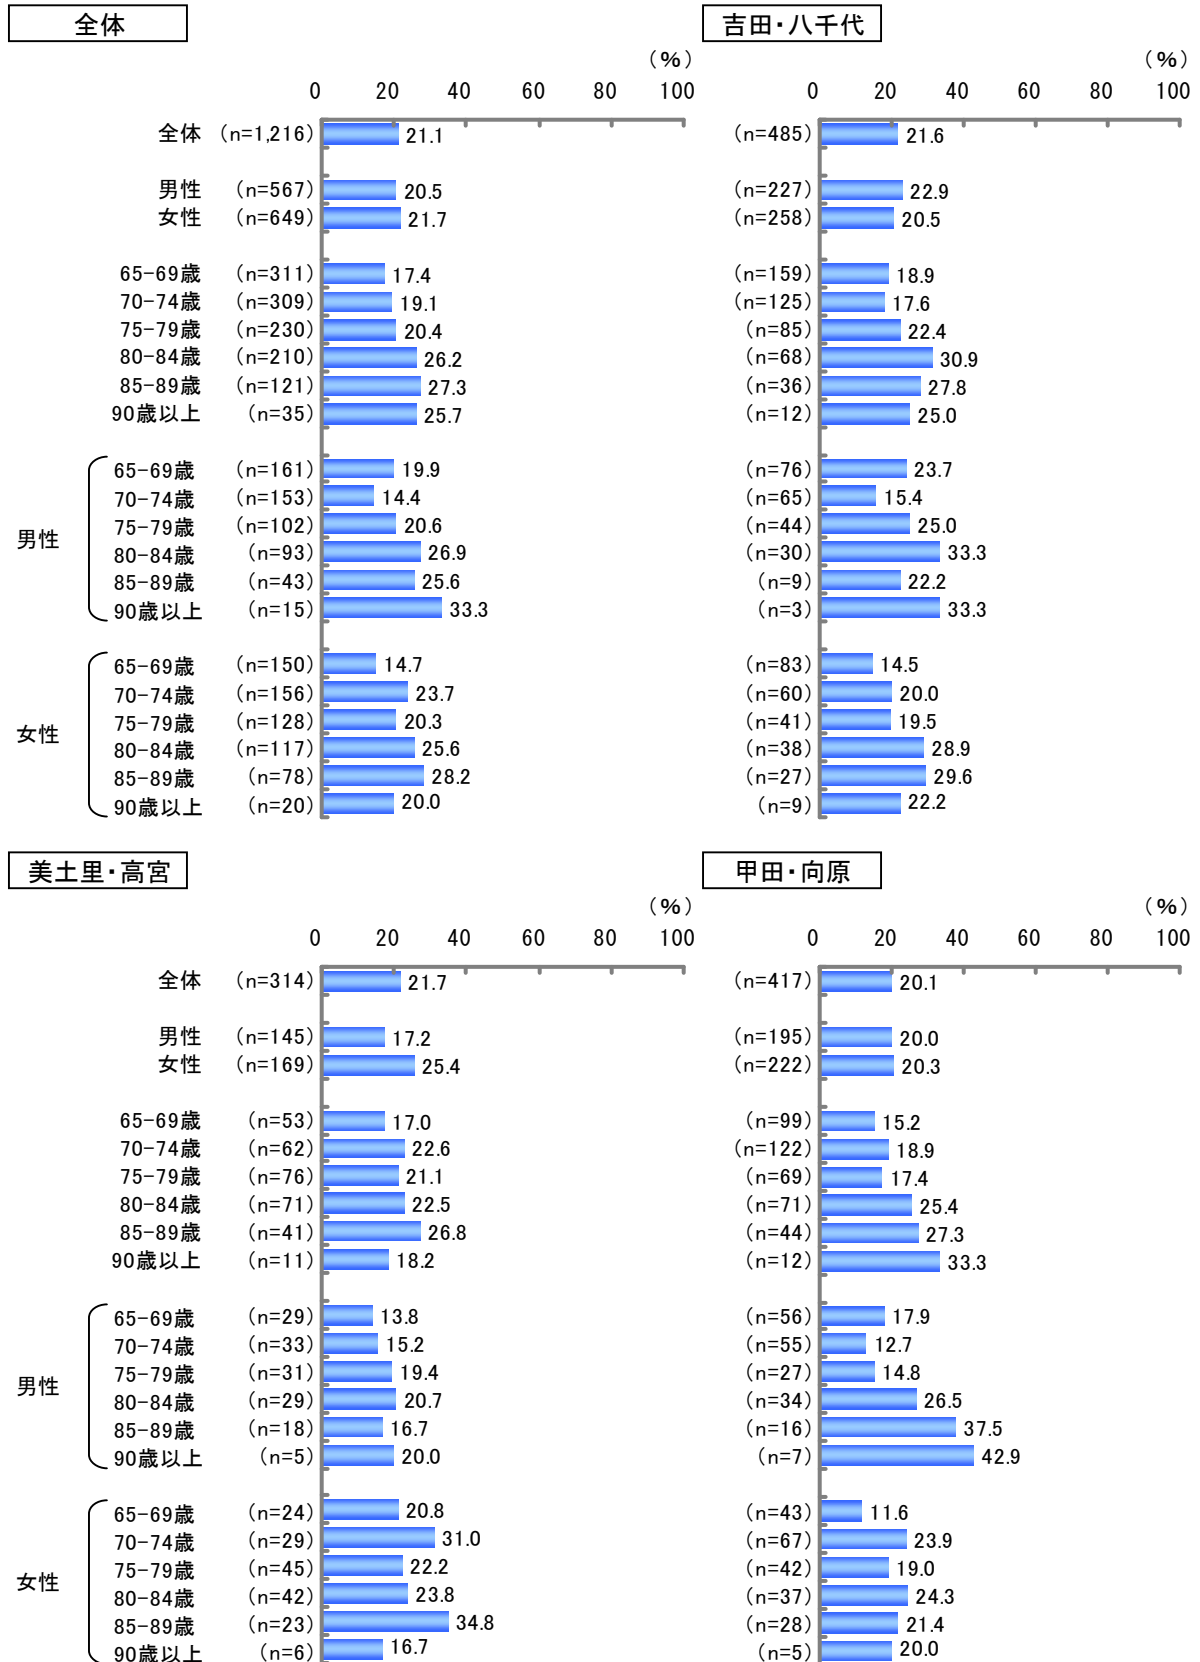 全体
(%)
0 20 40 60 80 100
全体 (n=1,216) 21.1
男性 (n=567) 20.5
女性 (n=649) 21.7
65-69歳 (n=311) 17.4
70-74歳 (n=309) 19.1
75-79歳 (n=230) 20.4
80-84歳 (n=210) 26.2
85-89歳 (n=121) 27.3
90歳以上 (n=35) 25.7
男性
65-69歳 (n=161) 19.9
70-74歳 (n=153) 14.4
75-79歳 (n=102) 20.6
80-84歳 (n=93) 26.9
85-89歳 (n=43) 25.6
90歳以上 (n=15) 33.3
女性
65-69歳 (n=150) 14.7
70-74歳 (n=156) 23.7
75-79歳 (n=128) 20.3
80-84歳 (n=117) 25.6
85-89歳 (n=78) 28.2
90歳以上 (n=20) 20.0
吉田・八千代
(%)
0 20 40 60 80 100
(n=485) 21.6
(n=227) 22.9
(n=258) 20.5
(n=159) 18.9
(n=125) 17.6
(n=85) 22.4
(n=68) 30.9
(n=36) 27.8
(n=12) 25.0
(n=76) 23.7
(n=65) 15.4
(n=44) 25.0
(n=30) 33.3
(n=9) 22.2
(n=3) 33.3
(n=83) 14.5
(n=60) 20.0
(n=41) 19.5
(n=38) 28.9
(n=27) 29.6
(n=9) 22.2
美土里・高宮
(%)
0 20 40 60 80 100
全体 (n=314) 21.7
男性 (n=145) 17.2
女性 (n=169) 25.4
65-69歳 (n=53) 17.0
70-74歳 (n=62) 22.6
75-79歳 (n=76) 21.1
80-84歳 (n=71) 22.5
85-89歳 (n=41) 26.8
90歳以上 (n=11) 18.2
男性
65-69歳 (n=29) 13.8
70-74歳 (n=33) 15.2
75-79歳 (n=31) 19.4
80-84歳 (n=29) 20.7
85-89歳 (n=18) 16.7
90歳以上 (n=5) 20.0
女性
65-69歳 (n=24) 20.8
70-74歳 (n=29) 31.0
75-79歳 (n=45) 22.2
80-84歳 (n=42) 23.8
85-89歳 (n=23) 34.8
90歳以上 (n=6) 16.7
甲田・向原
(%)
0 20 40 60 80 100
(n=417) 20.1
(n=195) 20.0
(n=222) 20.3
(n=99) 15.2
(n=122) 18.9
(n=69) 17.4
(n=71) 25.4
(n=44) 27.3
(n=12) 33.3
(n=56) 17.9
(n=55) 12.7
(n=27) 14.8
(n=34) 26.5
(n=16) 37.5
(n=7) 42.9
(n=43) 11.6
(n=67) 23.9
(n=42) 19.0
(n=37) 24.3
(n=28) 21.4
(n=5) 20.0